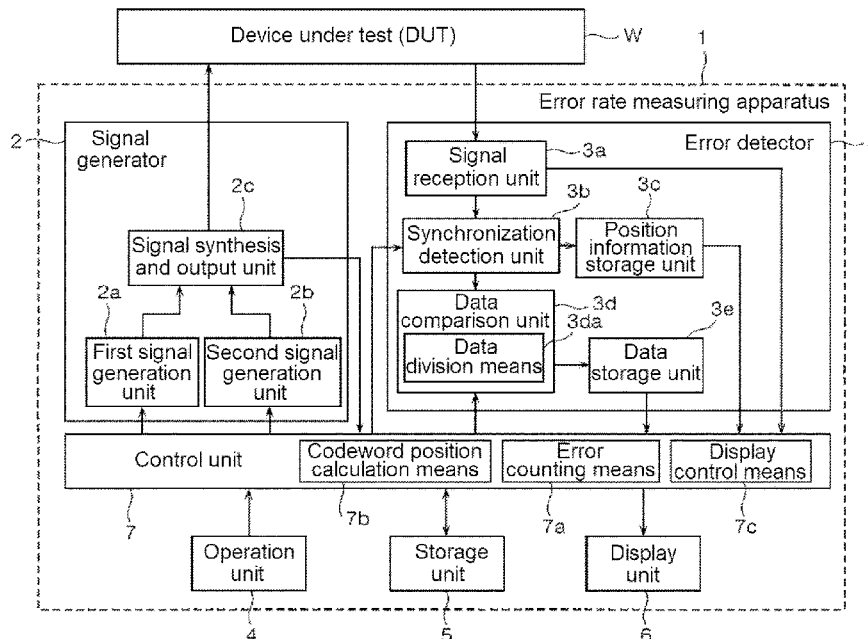 Device under test (DUT)
W
1
Error rate measuring apparatus
2
Signal
generator
Error detector
3a
Signal
reception unit
2c
3b
3c
Signal synthesis
and output unit
Synchronization
detection unit
Position
information
storage unit
2a
2b
Data
comparison unit
3d
3da
3e
First signal
generation
unit
Second signal
generation
unit
Data
division means
Data
storage unit
Control unit
Codeword position
calculation means
Error
counting means
Display
control means
7
7b
7a
7c
Operation
unit
Storage
unit
Display
unit
4
5
6